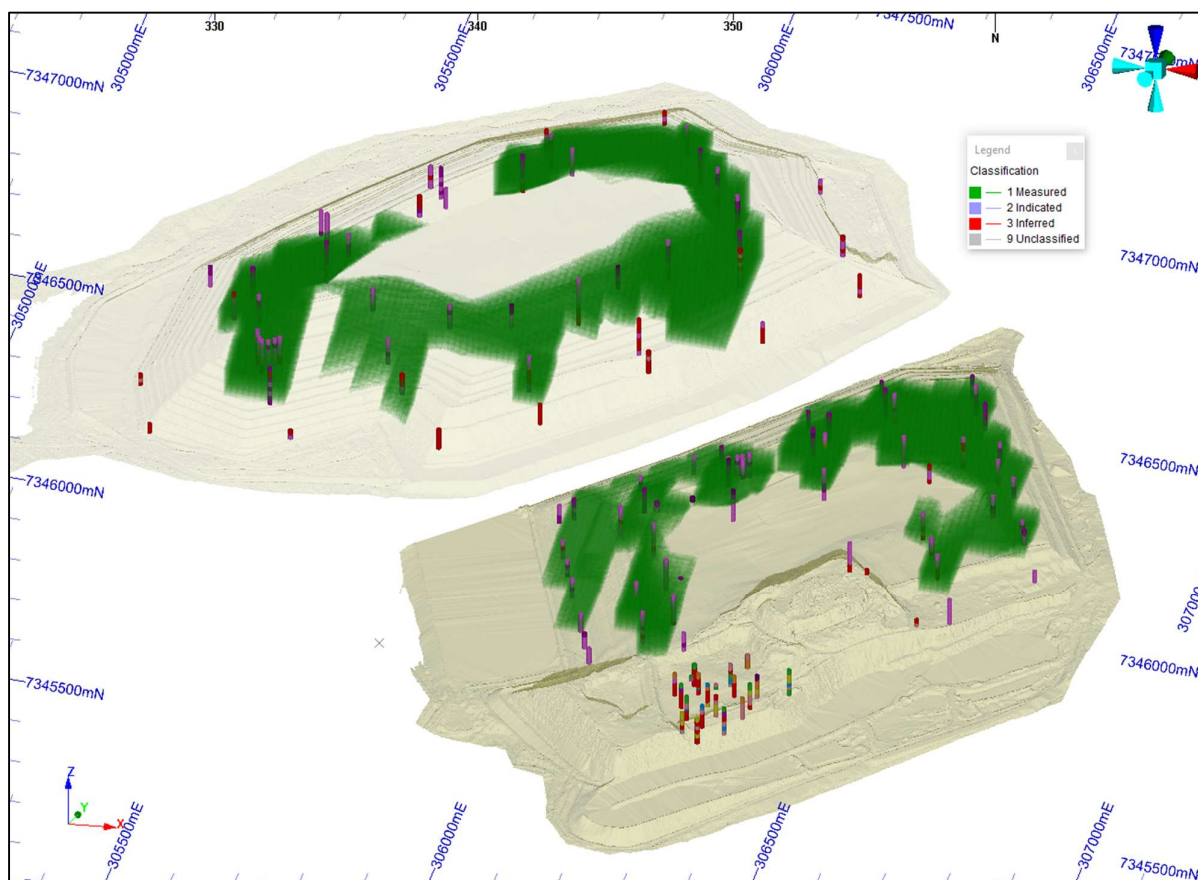 330
340
350
N
305000mE
305500mE
306000mE
7347500mN
306500mE
7347000mN
Legend
Classification
1 Measured
2 Indicated
3 Inferred
9 Unclassified
7347000mN
7346500mN
305000mE
7346500mN
7346000mN
7346000mN
7345500mN
305500mE
306000mE
306500mE
307000mE
7345500mN
Z
Y
X